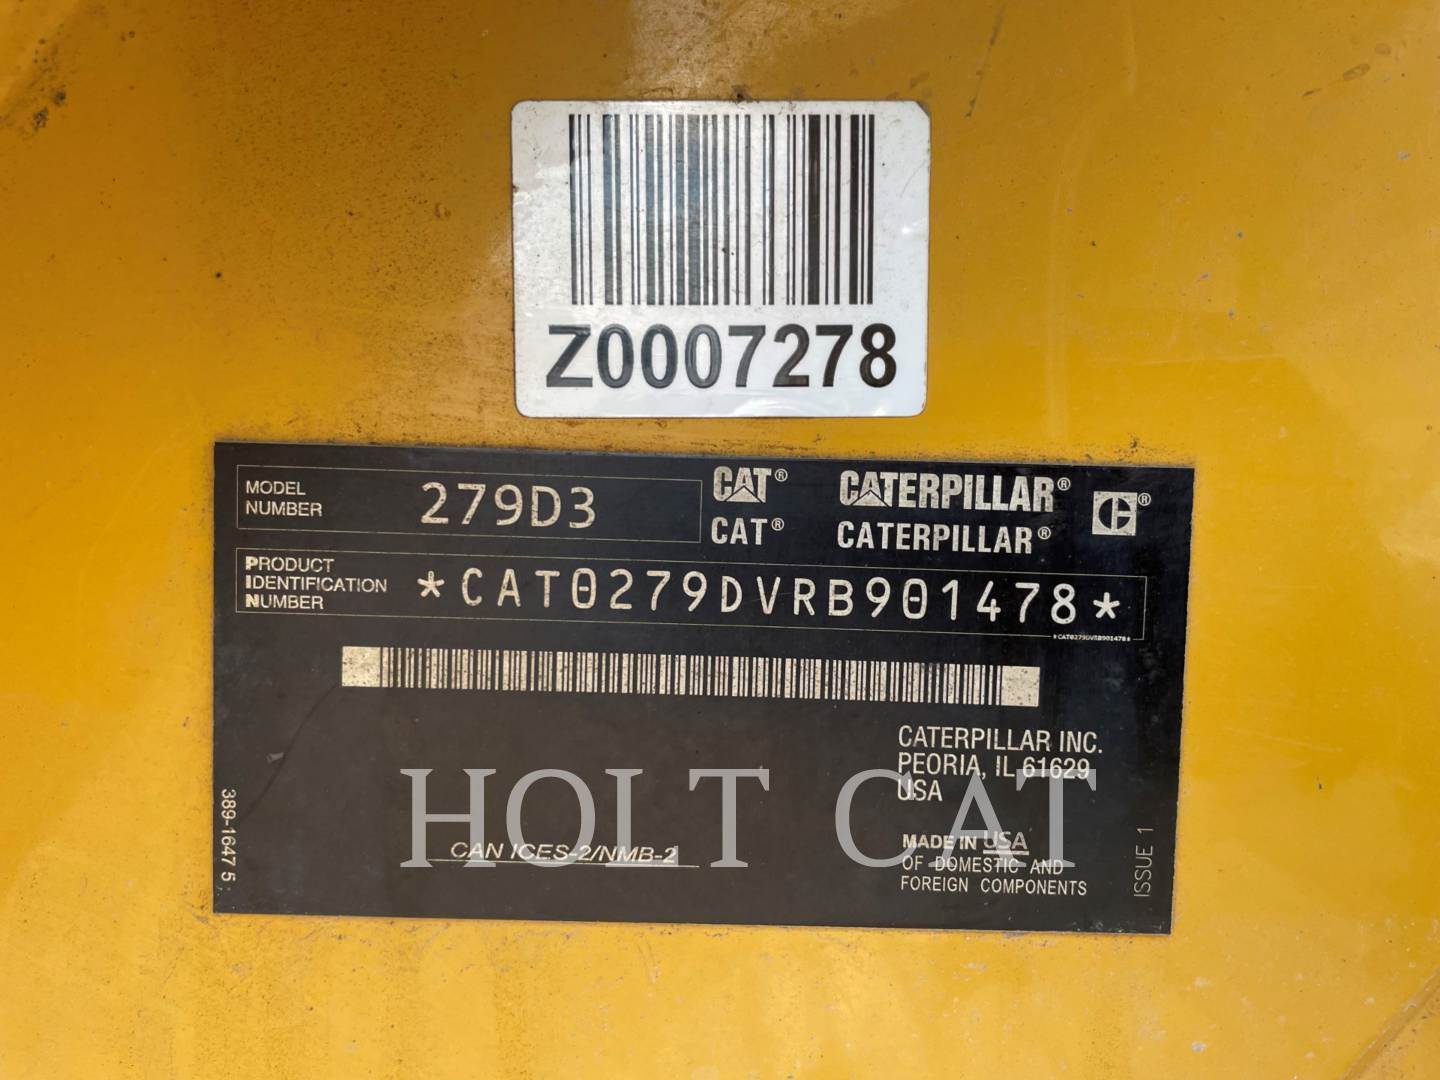 Z0007278
MODEL NUMBER 279D3
CAT® CATERPILLAR®
CAT® CATERPILLAR®
PRODUCT IDENTIFICATION NUMBER *CAT0279DVRB901478*
*CAT0279DVRB901478*
CATERPILLAR INC.
PEORIA, IL 61629
USA
HOLT CAT
CAN ICES-2/NMB-2
MADE IN USA
OF DOMESTIC AND
FOREIGN COMPONENTS
389-1647 5
ISSUE 1